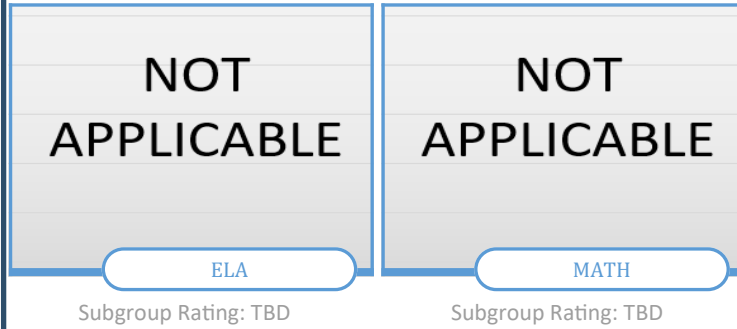 NOT
APPLICABLE
ELA
Subgroup Rating: TBD
NOT
APPLICABLE
MATH
Subgroup Rating: TBD